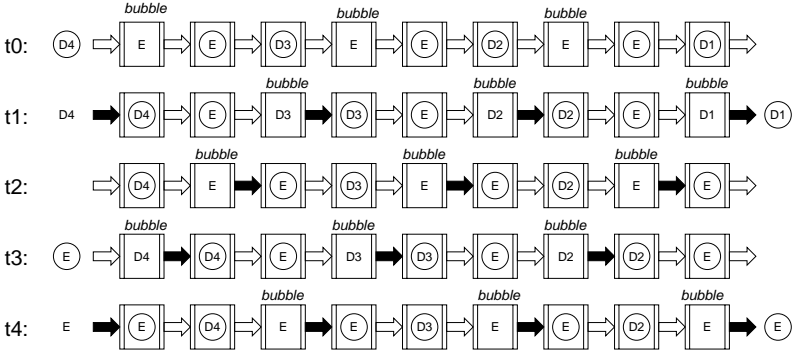 bubble bubble bubble
t0: D4 E E D3 E E D2 E E D1
bubble bubble bubble
t1: D4 D4 E D3 D3 E D2 D2 E D1 D1
bubble bubble bubble
t2: D4 E E D3 E E D2 E E
bubble bubble bubble
t3: E D4 D4 E D3 D3 E D2 D2 E
bubble bubble bubble
t4: E E D4 E E D3 E E D2 E E